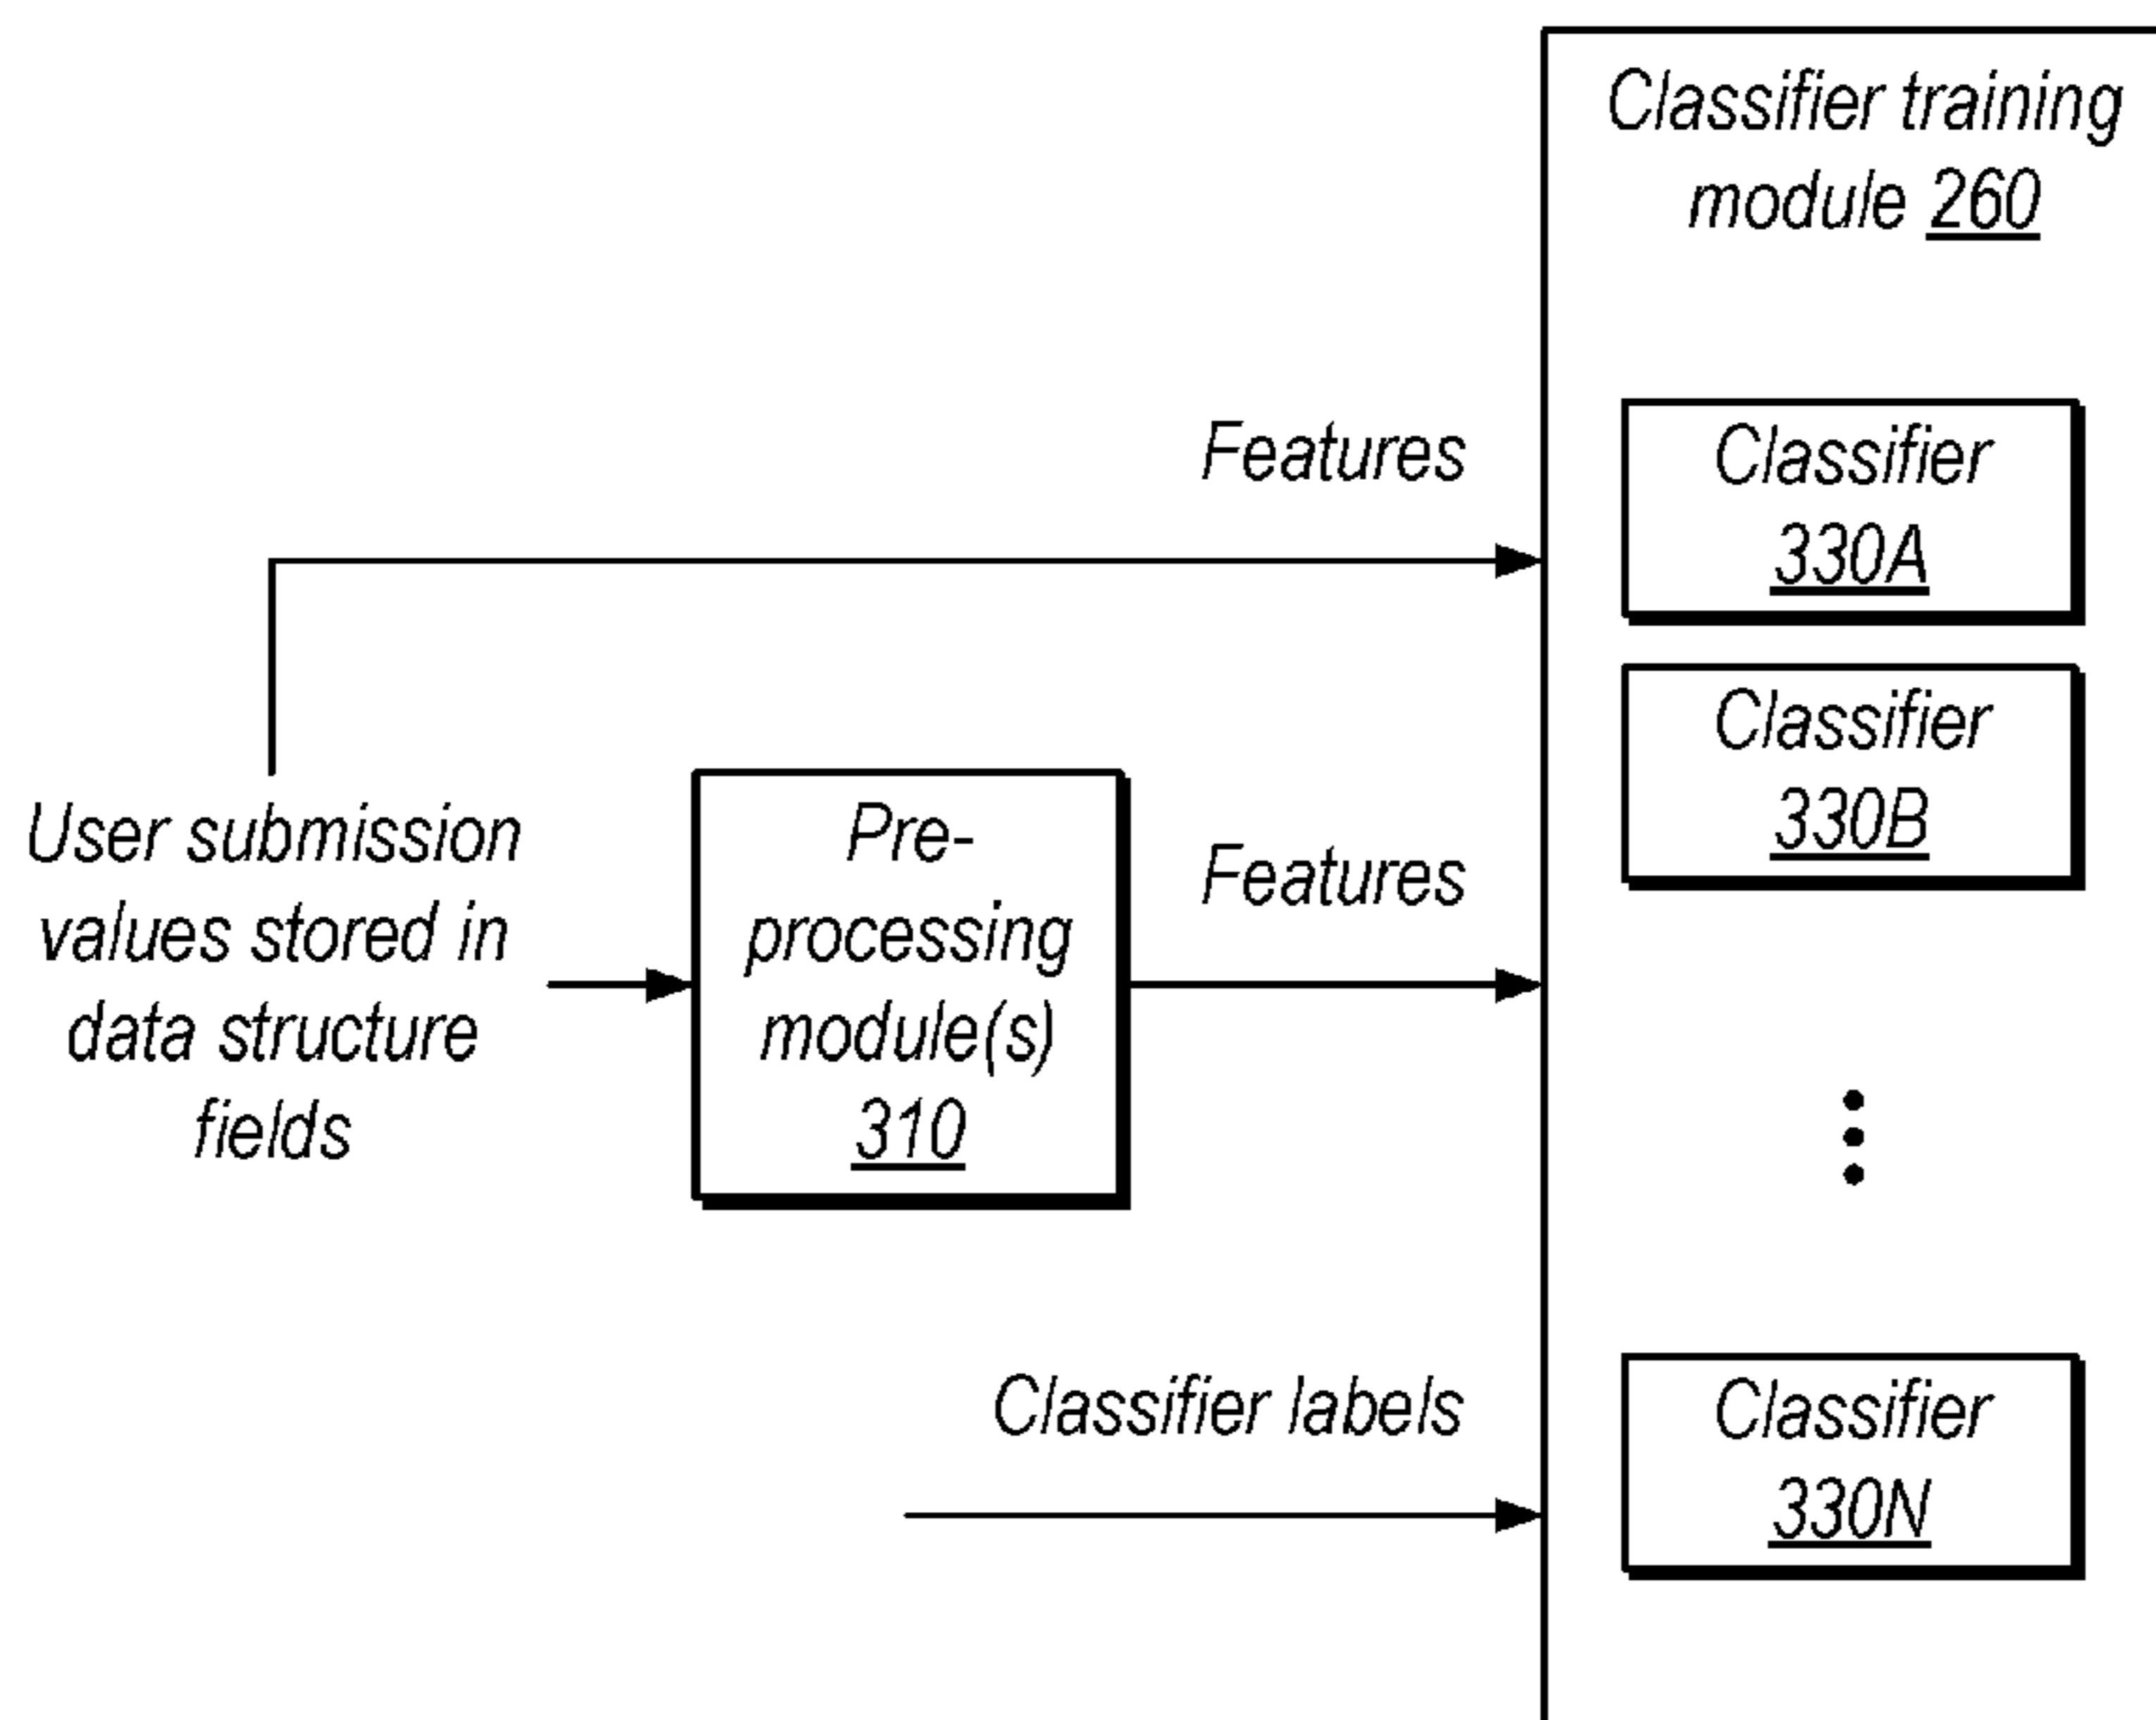 Classifier training
module 260
Features
Classifier
330A
Classifier
330B
User submission
values stored in
data structure
fields
Pre-
processing
module(s)
310
Features
Classifier labels
Classifier
330N